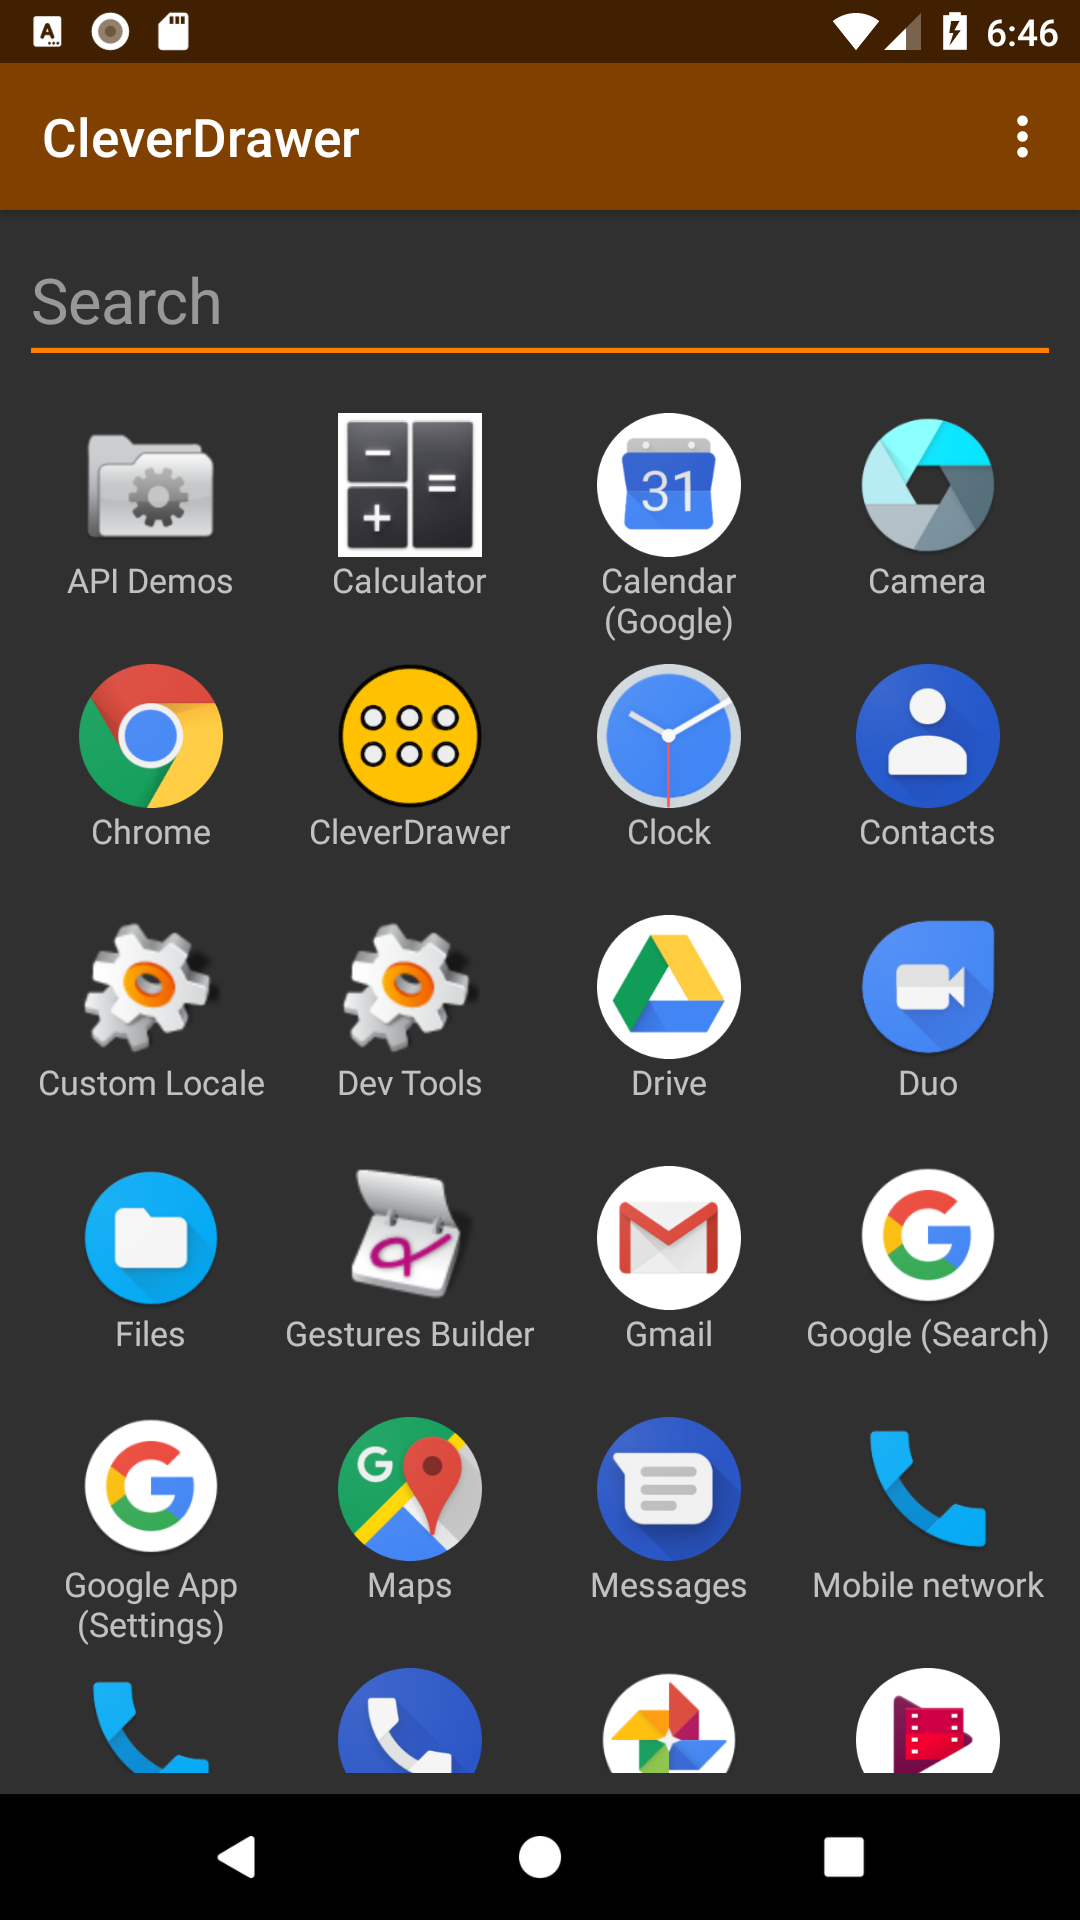 6:46
CleverDrawer
Search
31
API Demos
Calculator
Calendar
(Google)
Camera
Chrome
CleverDrawer
Clock
Contacts
Custom Locale
Dev Tools
Drive
Duo
Files
Gestures Builder
Gmail
Google (Search)
Google App
(Settings)
Maps
Messages
Mobile network